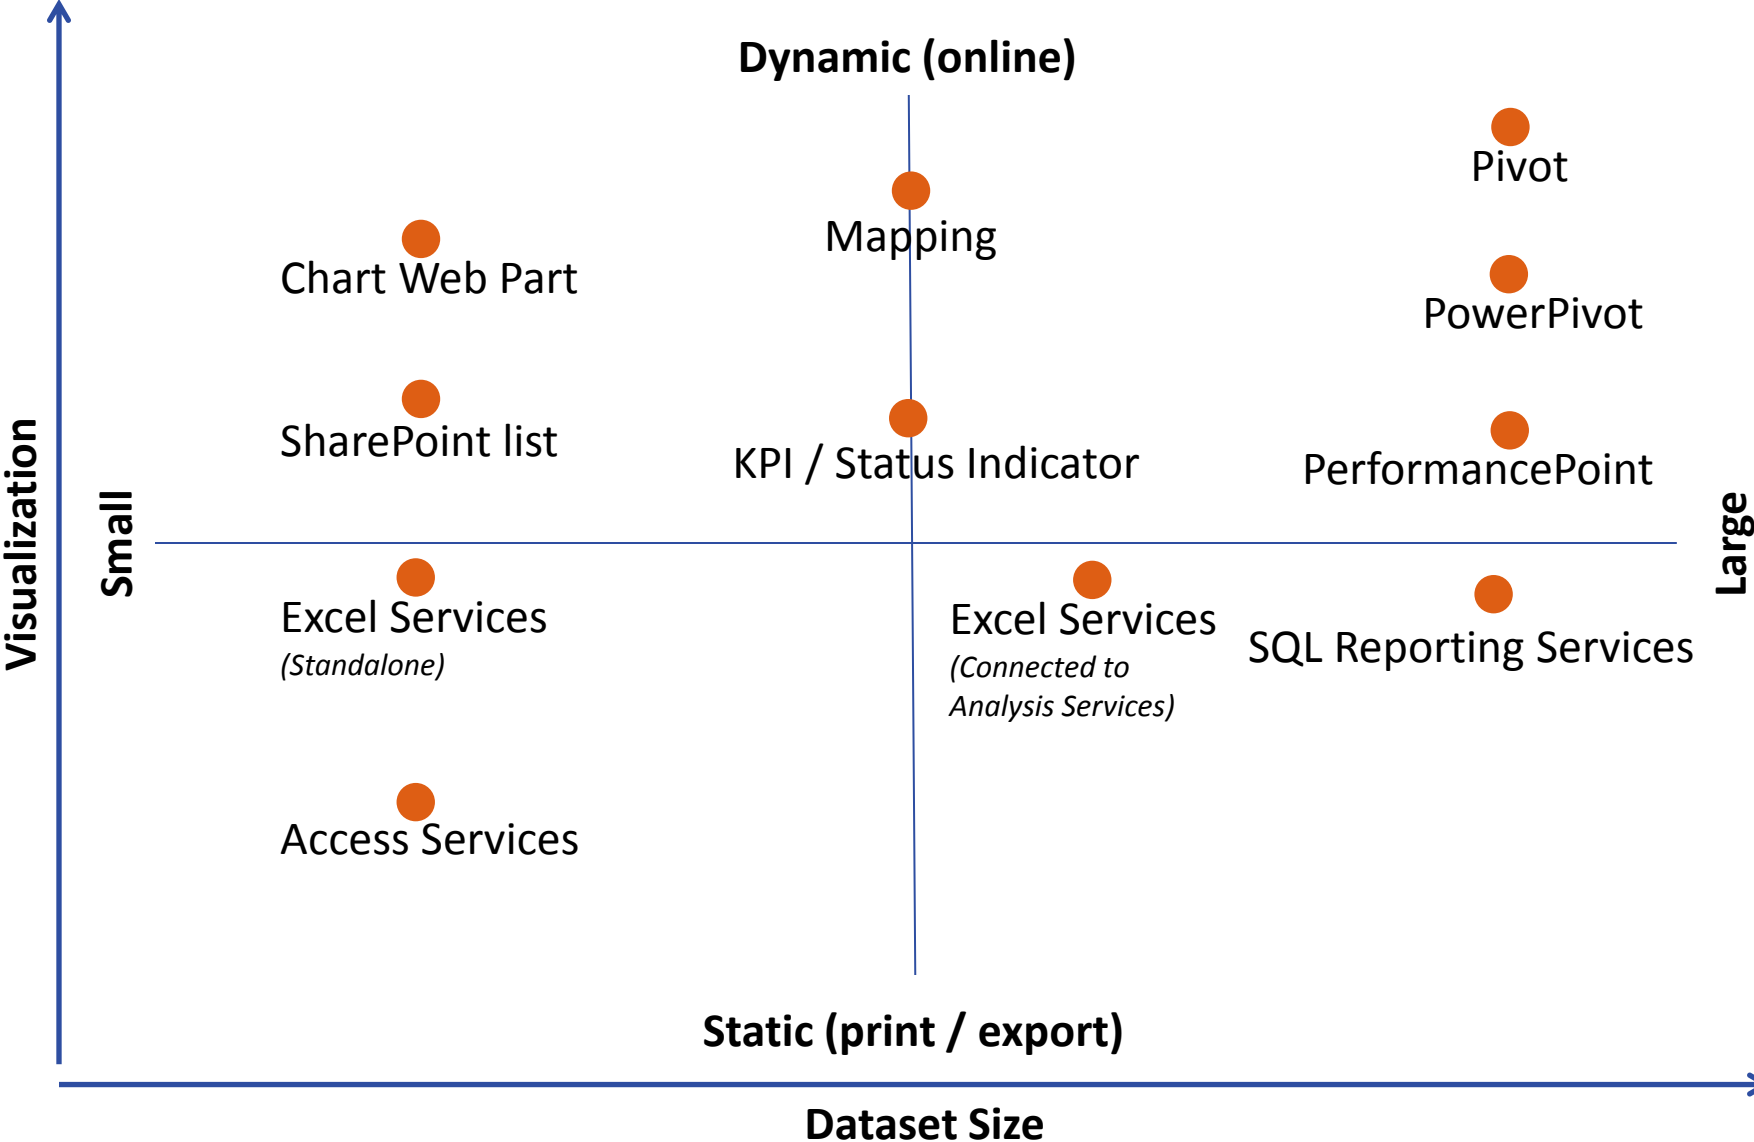 Dynamic (online)
Pivot
Mapping
Chart Web Part
PowerPivot
SharePoint list
KPI / Status Indicator
PerformancePoint
Visualization
Small
Large
Excel Services
(Standalone)
Excel Services
(Connected to
Analysis Services)
SQL Reporting Services
Access Services
Static (print / export)
Dataset Size